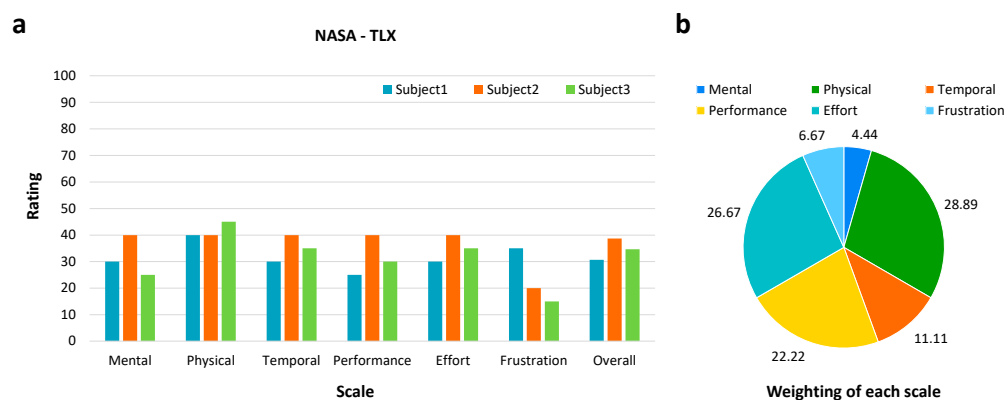 a
NASA - TLX
Rating
100
90
80
70
60
50
40
30
20
10
0
Subject1 Subject2 Subject3
Mental Physical Temporal Performance Effort Frustration Overall
Scale
b
Mental Physical Temporal
Performance Effort Frustration
6.67 4.44
28.89
26.67
22.22
11.11
Weighting of each scale